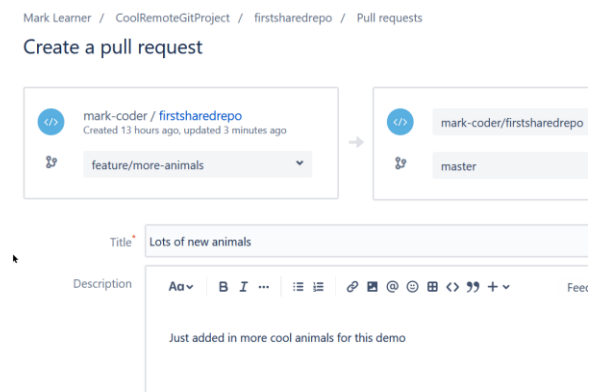 Mark Learner / CoolRemoteGitProject / firstsharedrepo / Pull requests
Create a pull request
mark-coder / firstsharedrepo
Created 13 hours ago, updated 3 minutes ago
feature/more-animals
mark-coder/firstsharedrepo
master
Title*
Lots of new animals
Description
Aa B I ...
Feec
Just added in more cool animals for this demo